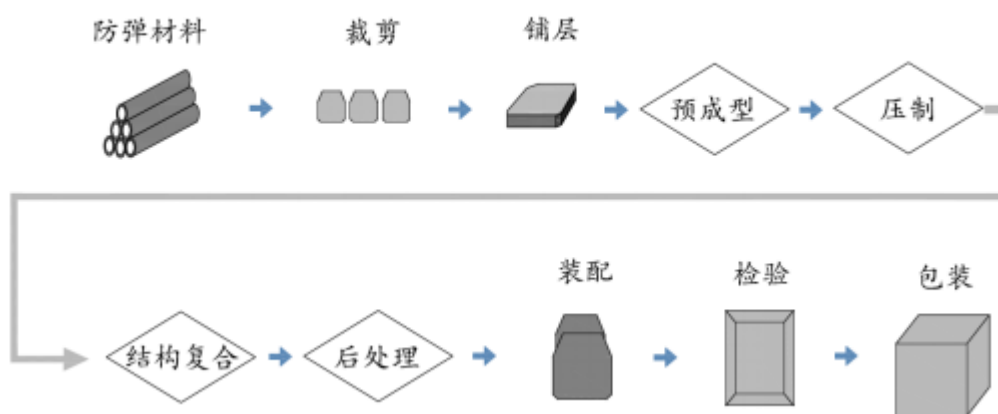 防弹材料
裁剪
铺层
预成型
压制
结构复合
后处理
装配
检验
包装